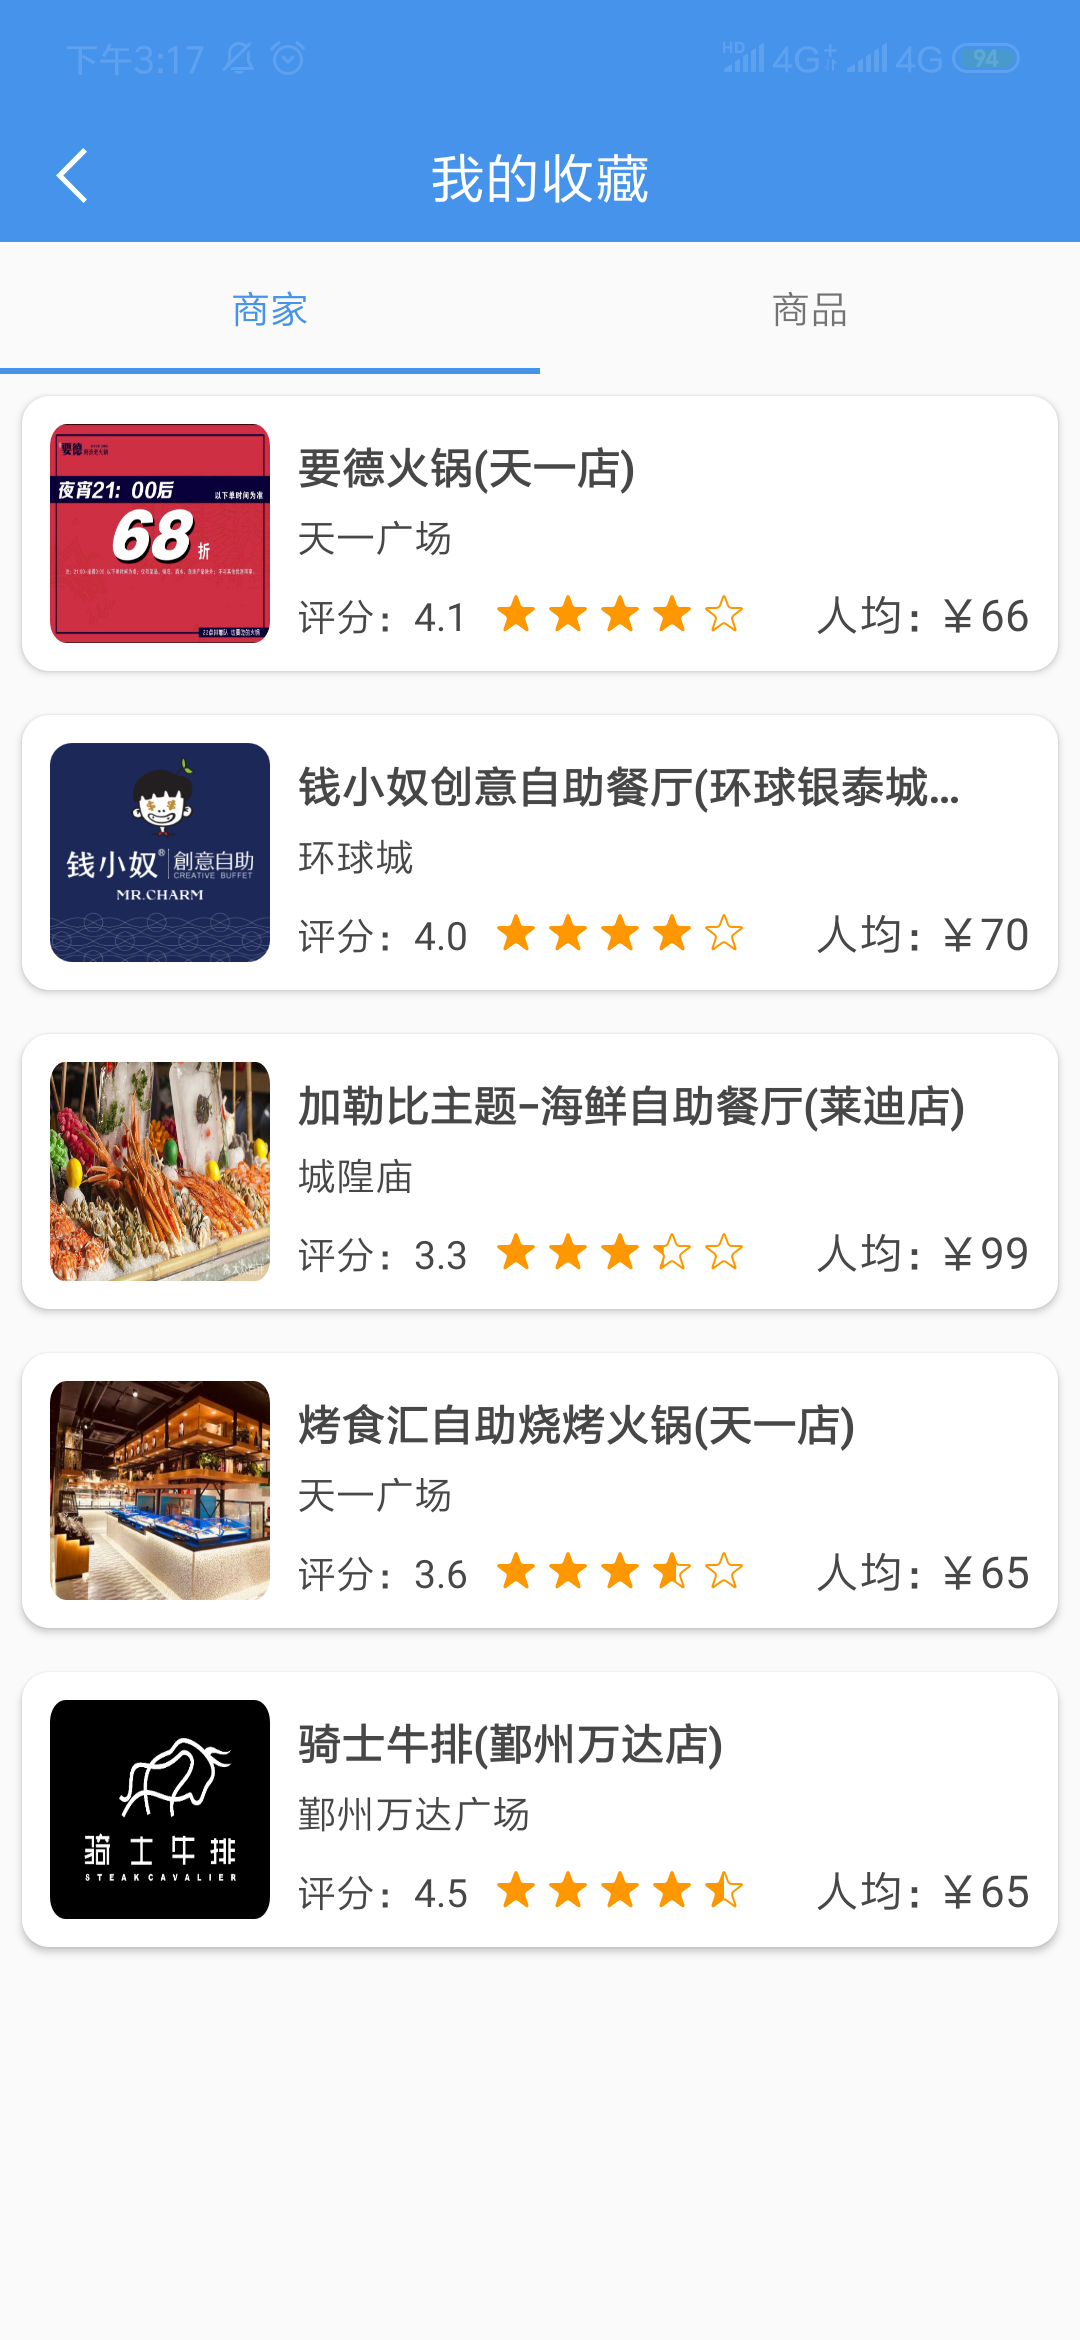 下午3:17
HD 4G+ 4G 94
我的收藏
商家
商品
要德
夜宵21:00后
以下单时间为准
68折
要德火锅(天一店)
天一广场
评分：4.1
人均：￥66
钱小奴®
創意自助
CREATIVE BUFFET
MR.CHARM
钱小奴创意自助餐厅(环球银泰城...
环球城
评分：4.0
人均：￥70
加勒比主题-海鲜自助餐厅(莱迪店)
城隍庙
评分：3.3
人均：￥99
烤食汇自助烧烤火锅(天一店)
天一广场
评分：3.6
人均：￥65
骑士牛排
STEAKCAVALIER
骑士牛排(鄞州万达店)
鄞州万达广场
评分：4.5
人均：￥65